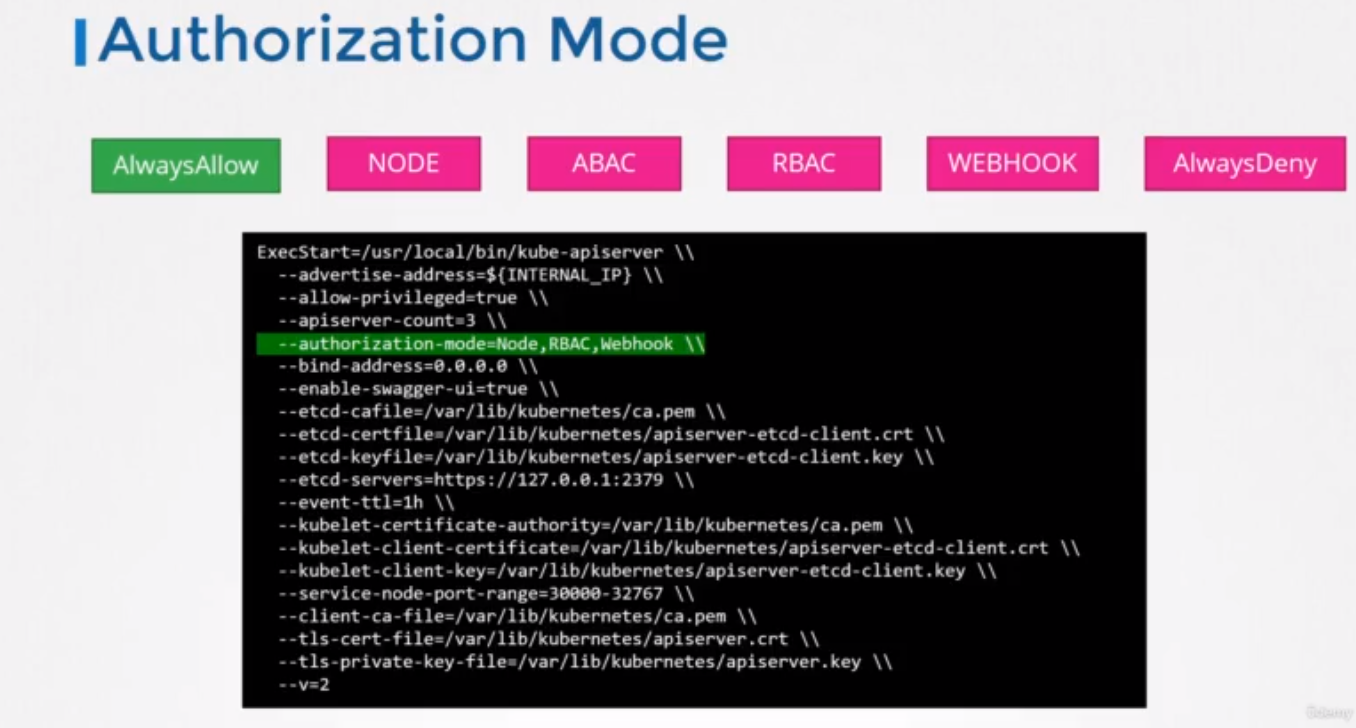 Authorization Mode
AlwaysAllow NODE ABAC RBAC WEBHOOK AlwaysDeny
ExecStart=/usr/local/bin/kube-apiserver \\
--advertise-address=${INTERNAL_IP} \\
--allow-privileged=true \\
--apiserver-count=3 \\
--authorization-mode=Node,RBAC,Webhook \\
--bind-address=0.0.0.0 \\
--enable-swagger-ui=true \\
--etcd-cafile=/var/lib/kubernetes/ca.pem \\
--etcd-certfile=/var/lib/kubernetes/apiserver-etcd-client.crt \\
--etcd-keyfile=/var/lib/kubernetes/apiserver-etcd-client.key \\
--etcd-servers=https://127.0.0.1:2379 \\
--event-ttl=1h \\
--kubelet-certificate-authority=/var/lib/kubernetes/ca.pem \\
--kubelet-client-certificate=/var/lib/kubernetes/apiserver-etcd-client.crt \\
--kubelet-client-key=/var/lib/kubernetes/apiserver-etcd-client.key \\
--service-node-port-range=30000-32767 \\
--client-ca-file=/var/lib/kubernetes/ca.pem \\
--tls-cert-file=/var/lib/kubernetes/apiserver.crt \\
--tls-private-key-file=/var/lib/kubernetes/apiserver.key \\
--v=2
Udemy